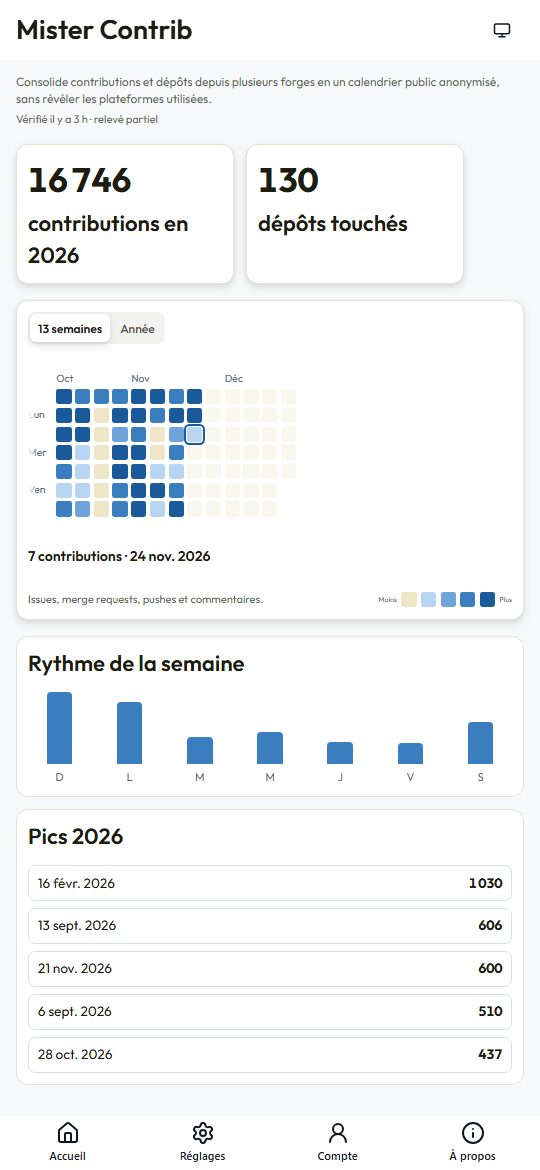 Mister Contrib
Consolide contributions et dépôts depuis plusieurs forges en un calendrier public anonymisé,
sans révéler les plateformes utilisées.
Vérifié il y a 3 h · relevé partiel
16 746
contributions en
2026
130
dépôts touchés
13 semaines
Année
Oct
Nov
Déc
Lun
Mer
Ven
7 contributions · 24 nov. 2026
Issues, merge requests, pushes et commentaires.
Moins
Plus
Rythme de la semaine
D
L
M
M
J
V
S
Pics 2026
16 févr. 2026
1 030
13 sept. 2026
606
21 nov. 2026
600
6 sept. 2026
510
28 oct. 2026
437
Accueil
Réglages
Compte
À propos